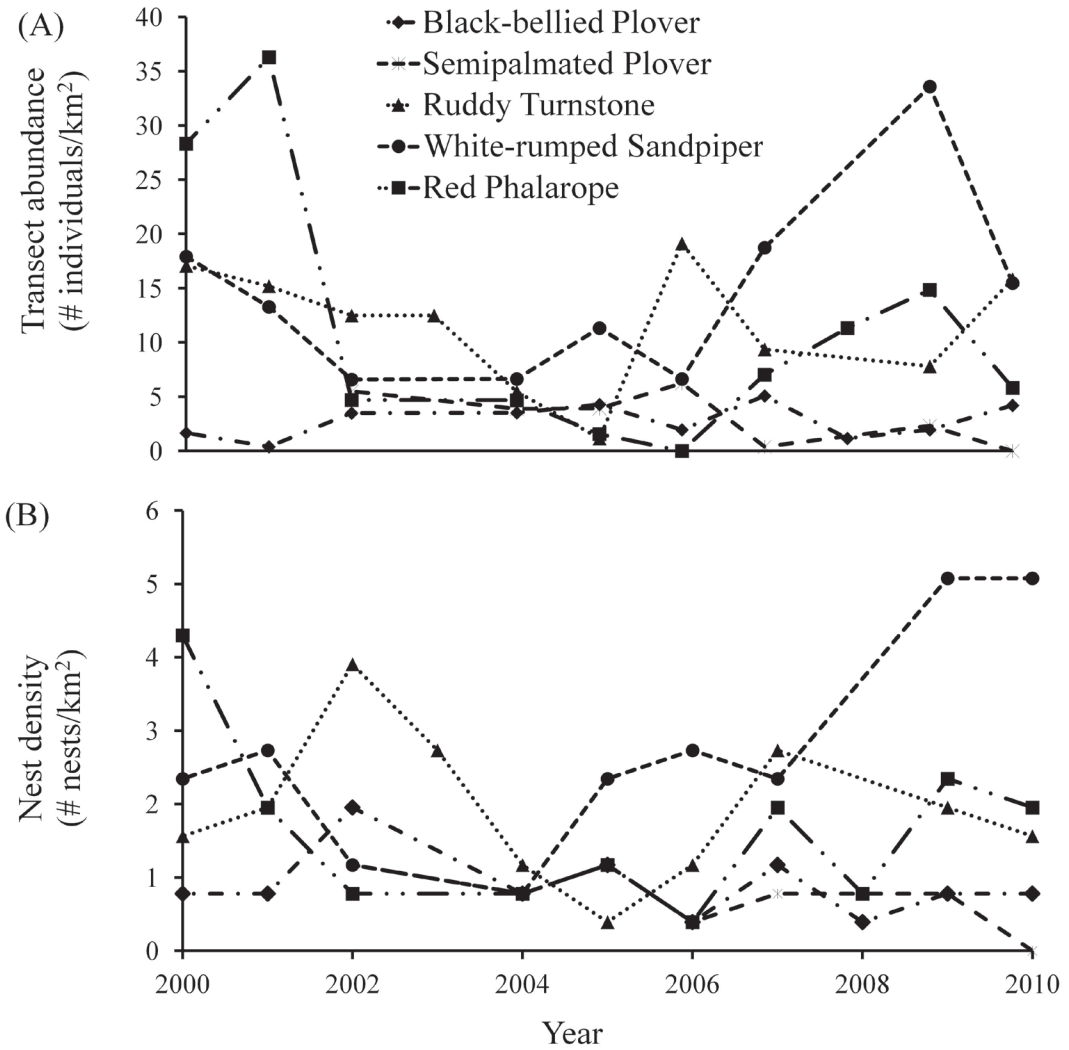 (A)
40
35
30
25
20
15
10
5
0
Transect abundance
(# individuals/km²)
Black-bellied Plover
Semipalmated Plover
Ruddy Turnstone
White-rumped Sandpiper
Red Phalarope
(B)
6
5
4
3
2
1
0
Nest density
(# nests/km²)
2000 2002 2004 2006 2008 2010
Year